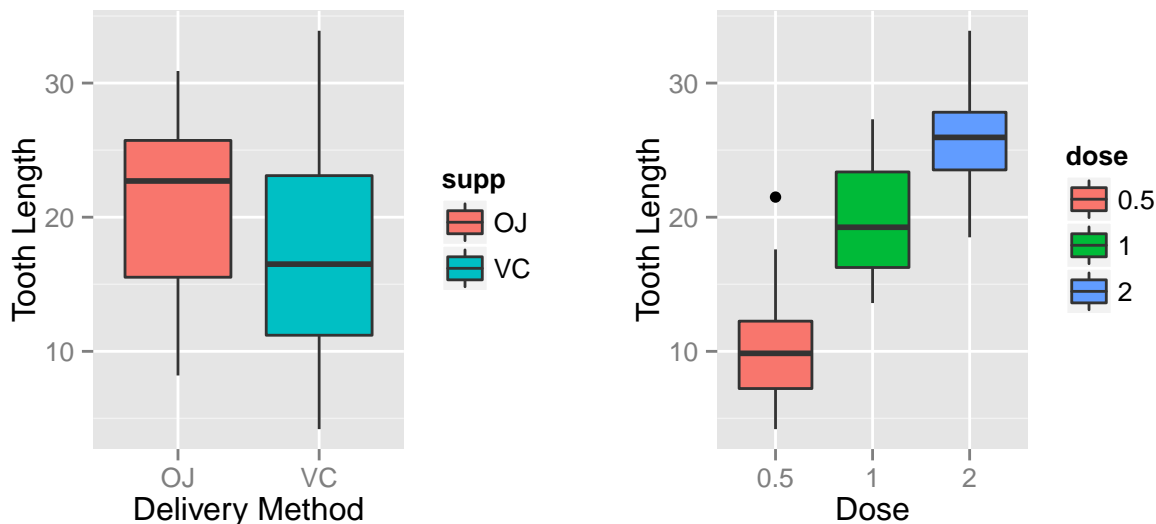 Tooth Length
30
20
10
OJ
VC
Delivery Method
supp
OJ
VC
Tooth Length
30
20
10
0.5
1
2
Dose
dose
0.5
1
2